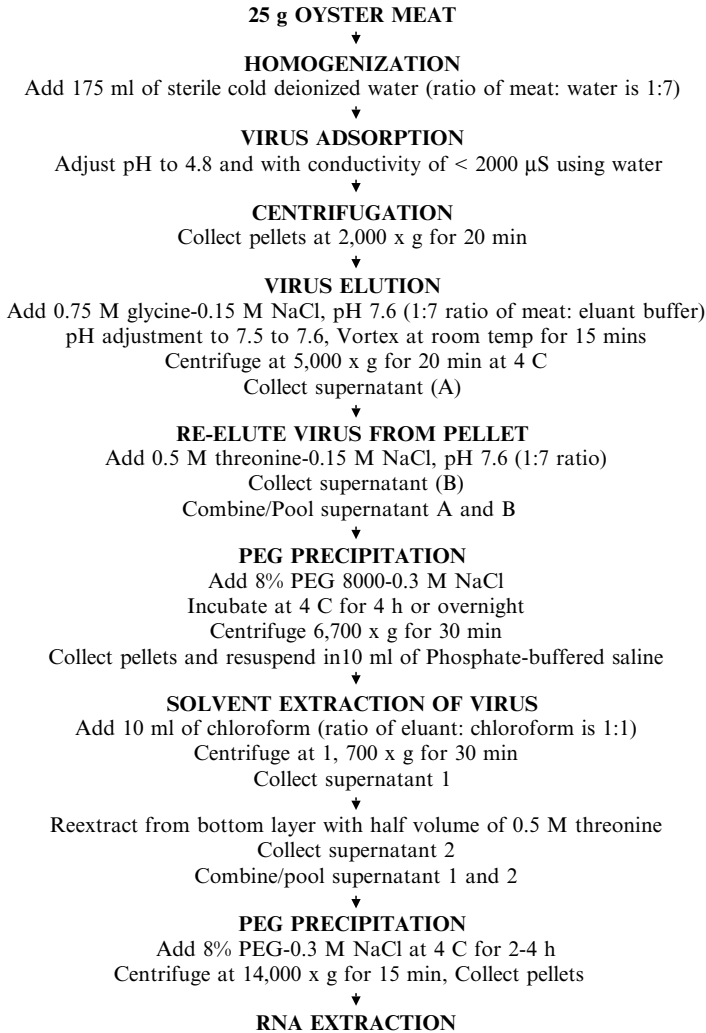 25 g OYSTER MEAT
HOMOGENIZATION
Add 175 ml of sterile cold deionized water (ratio of meat: water is 1:7)
VIRUS ADSORPTION
Adjust pH to 4.8 and with conductivity of < 2000 μS using water
CENTRIFUGATION
Collect pellets at 2,000 x g for 20 min
VIRUS ELUTION
Add 0.75 M glycine-0.15 M NaCl, pH 7.6 (1:7 ratio of meat: eluant buffer)
pH adjustment to 7.5 to 7.6, Vortex at room temp for 15 mins
Centrifuge at 5,000 x g for 20 min at 4 C
Collect supernatant (A)
RE-ELUTE VIRUS FROM PELLET
Add 0.5 M threonine-0.15 M NaCl, pH 7.6 (1:7 ratio)
Collect supernatant (B)
Combine/Pool supernatant A and B
PEG PRECIPITATION
Add 8% PEG 8000-0.3 M NaCl
Incubate at 4 C for 4 h or overnight
Centrifuge 6,700 x g for 30 min
Collect pellets and resuspend in10 ml of Phosphate-buffered saline
SOLVENT EXTRACTION OF VIRUS
Add 10 ml of chloroform (ratio of eluant: chloroform is 1:1)
Centrifuge at 1, 700 x g for 30 min
Collect supernatant 1
Reextract from bottom layer with half volume of 0.5 M threonine
Collect supernatant 2
Combine/pool supernatant 1 and 2
PEG PRECIPITATION
Add 8% PEG-0.3 M NaCl at 4 C for 2-4 h
Centrifuge at 14,000 x g for 15 min, Collect pellets
RNA EXTRACTION